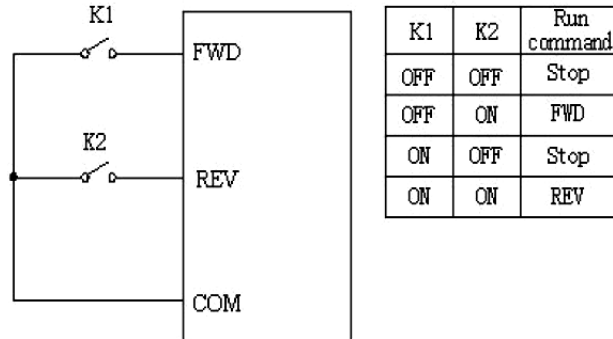 K1
FWD
K2
REV
COM
K1 K2 Run command
OFF OFF Stop
OFF ON FWD
ON OFF Stop
ON ON REV